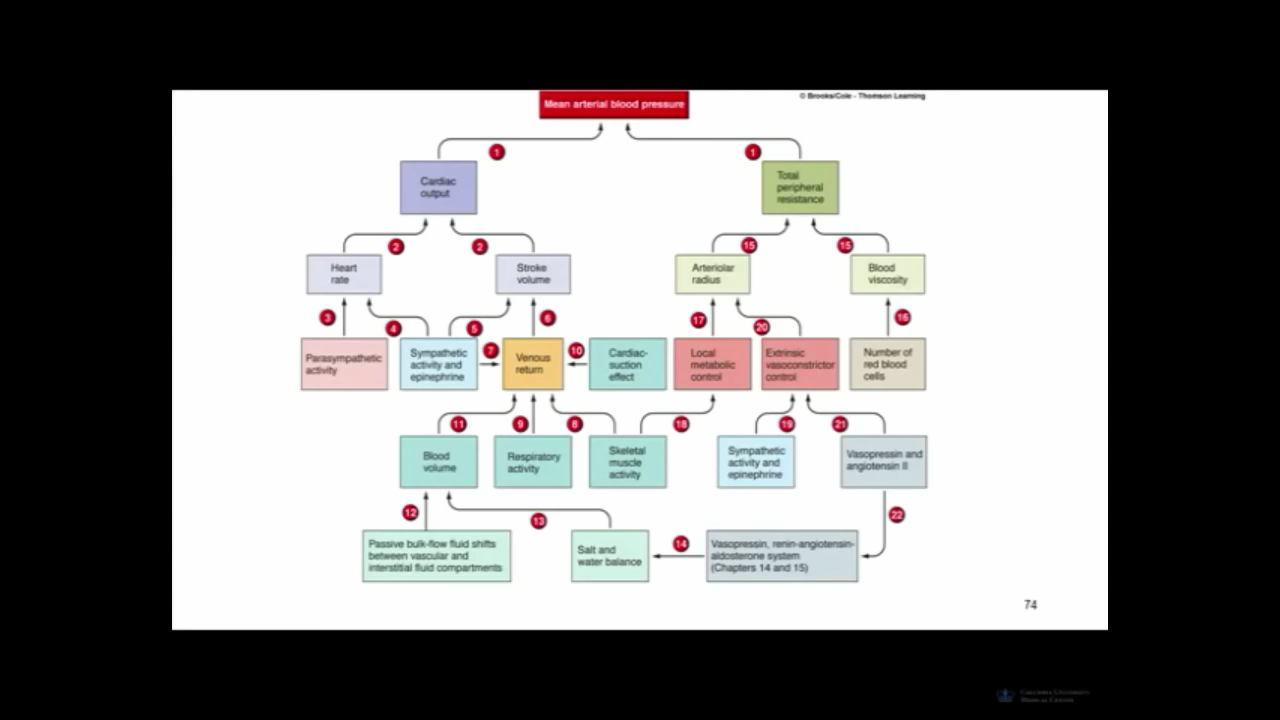 Mean arterial blood pressure
© Brooks/Cole - Thomson Learning
1
1
Cardiac
output
Total
peripheral
resistance
2
2
15
15
Heart
rate
Stroke
volume
Arteriolar
radius
Blood
viscosity
3
4
5
6
17
20
16
Parasympathetic
activity
Sympathetic
activity and
epinephrine
7
Venous
return
10
Cardiac-
suction
effect
Local
metabolic
control
Extrinsic
vasoconstrictor
control
Number of
red blood
cells
11
9
8
18
19
21
Blood
volume
Respiratory
activity
Skeletal
muscle
activity
Sympathetic
activity and
epinephrine
Vasopressin and
angiotensin II
12
13
14
22
Passive bulk-flow fluid shifts
between vascular and
interstitial fluid compartments
Salt and
water balance
Vasopressin, renin-angiotensin-
aldosterone system
(Chapters 14 and 15)
74
Columbia University
Medical Center